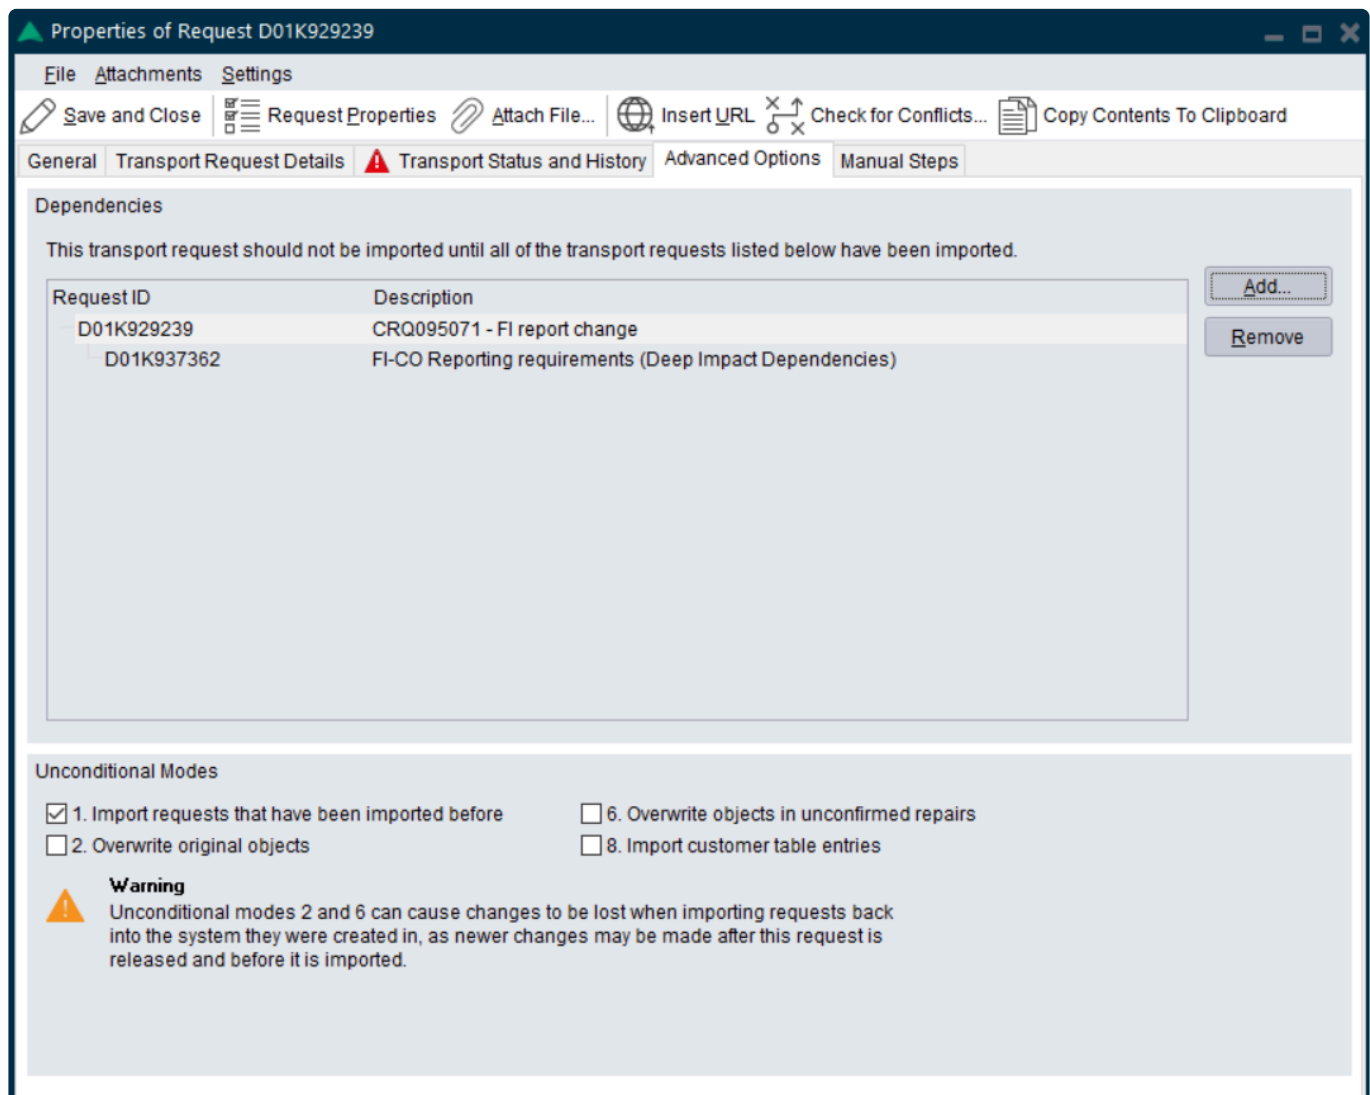 Properties of Request D01K929239
File Attachments Settings
Save and Close Request Properties Attach File... Insert URL Check for Conflicts... Copy Contents To Clipboard
General Transport Request Details Transport Status and History Advanced Options Manual Steps
Dependencies
This transport request should not be imported until all of the transport requests listed below have been imported.
Add...
Request ID Description
D01K929239 CRQ095071 - FI report change
Remove
D01K937362 FI-CO Reporting requirements (Deep Impact Dependencies)
Unconditional Modes
1. Import requests that have been imported before 6. Overwrite objects in unconfirmed repairs
2. Overwrite original objects 8. Import customer table entries
Warning
Unconditional modes 2 and 6 can cause changes to be lost when importing requests back
into the system they were created in, as newer changes may be made after this request is
released and before it is imported.